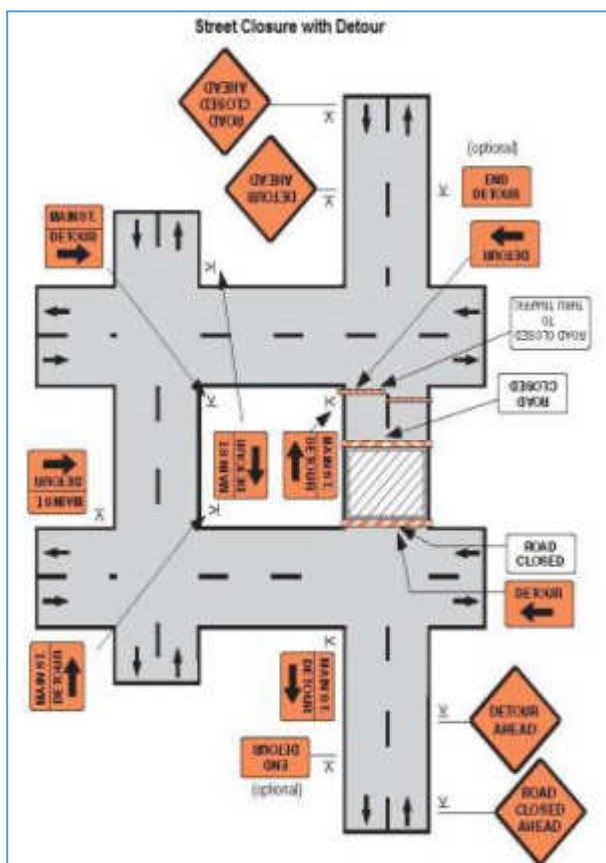 Street Closure with Detour
ROAD
CLOSED
AHEAD
DETOUR
AHEAD
(optional)
END
DETOUR
DETOUR
MAIN ST.
DETOUR
ROAD CLOSED
TO
THRU TRAFFIC
ROAD
CLOSED
MAIN ST.
DETOUR
MAIN ST.
DETOUR
MAIN ST.
DETOUR
ROAD
CLOSED
DETOUR
MAIN ST.
DETOUR
MAIN ST.
DETOUR
DETOUR
AHEAD
END
DETOUR
(optional)
ROAD
CLOSED
AHEAD